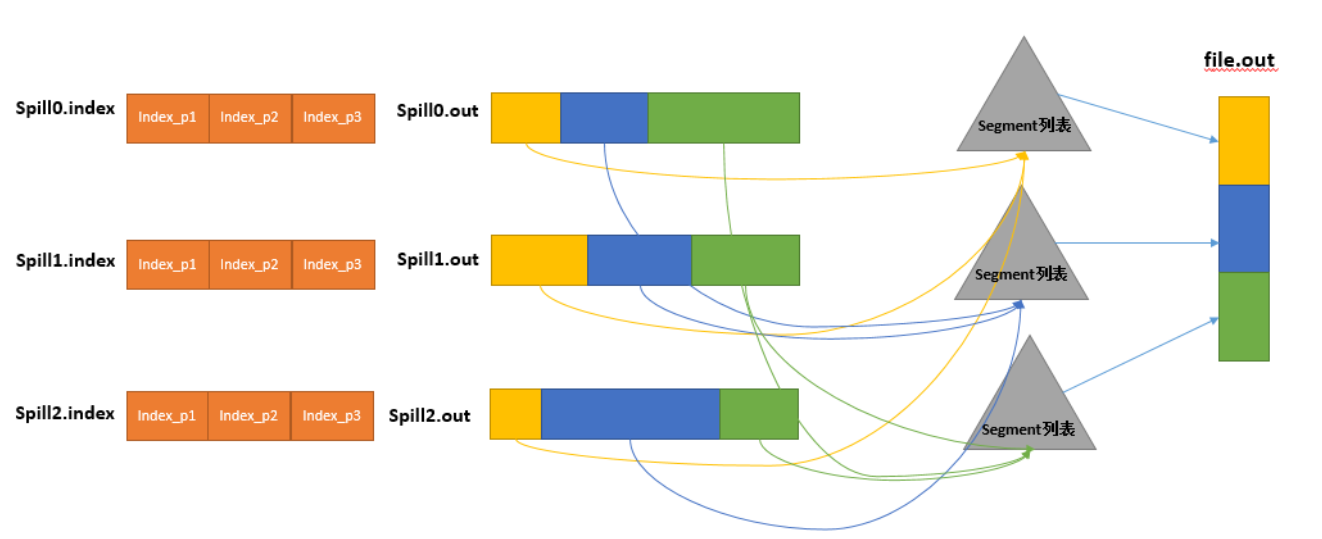 file.out
Spill0.index
Index_p1
Index_p2
Index_p3
Spill0.out
Segment列表
Spill1.index
Index_p1
Index_p2
Index_p3
Spill1.out
Segment列表
Spill2.index
Index_p1
Index_p2
Index_p3
Spill2.out
Segment列表